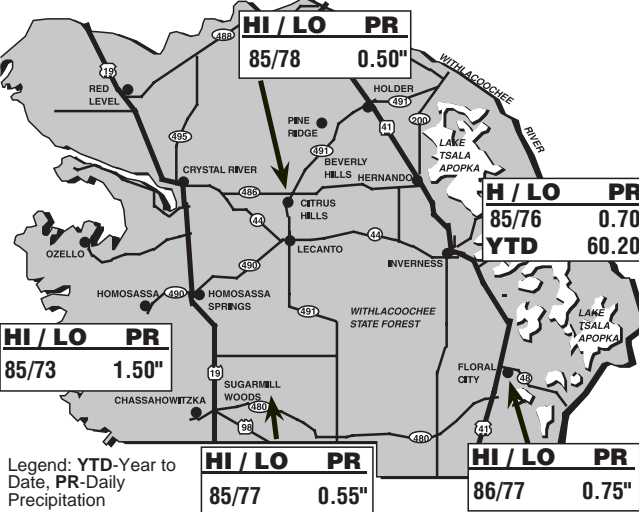 HI / LO PR
85/78 0.50"
488
WITHLACOOCHEE
RIVER
19
RED
LEVEL
HOLDER
491
200
41
495
PINE
RIDGE
491
LAKE
TSALA
APOPKA
BEVERLY
HILLS
CRYSTAL RIVER
HERNANDO
486
H / LO PR
85/76 0.70
YTD 60.20
CITRUS
HILLS
44
44
OZELLO
LECANTO
INVERNESS
490
HOMOSASSA
490
HOMOSASSA
SPRINGS
491
WITHLACOOCHEE
STATE FOREST
LAKE
TSALA
APOPKA
HI / LO PR
85/73 1.50"
19
FLORAL
CITY
48
SUGARMILL
WOODS
CHASSAHOWITZKA
480
98
480
41
HI / LO PR
85/77 0.55"
HI / LO PR
86/77 0.75"
Legend: YTD-Year to
Date, PR-Daily
Precipitation